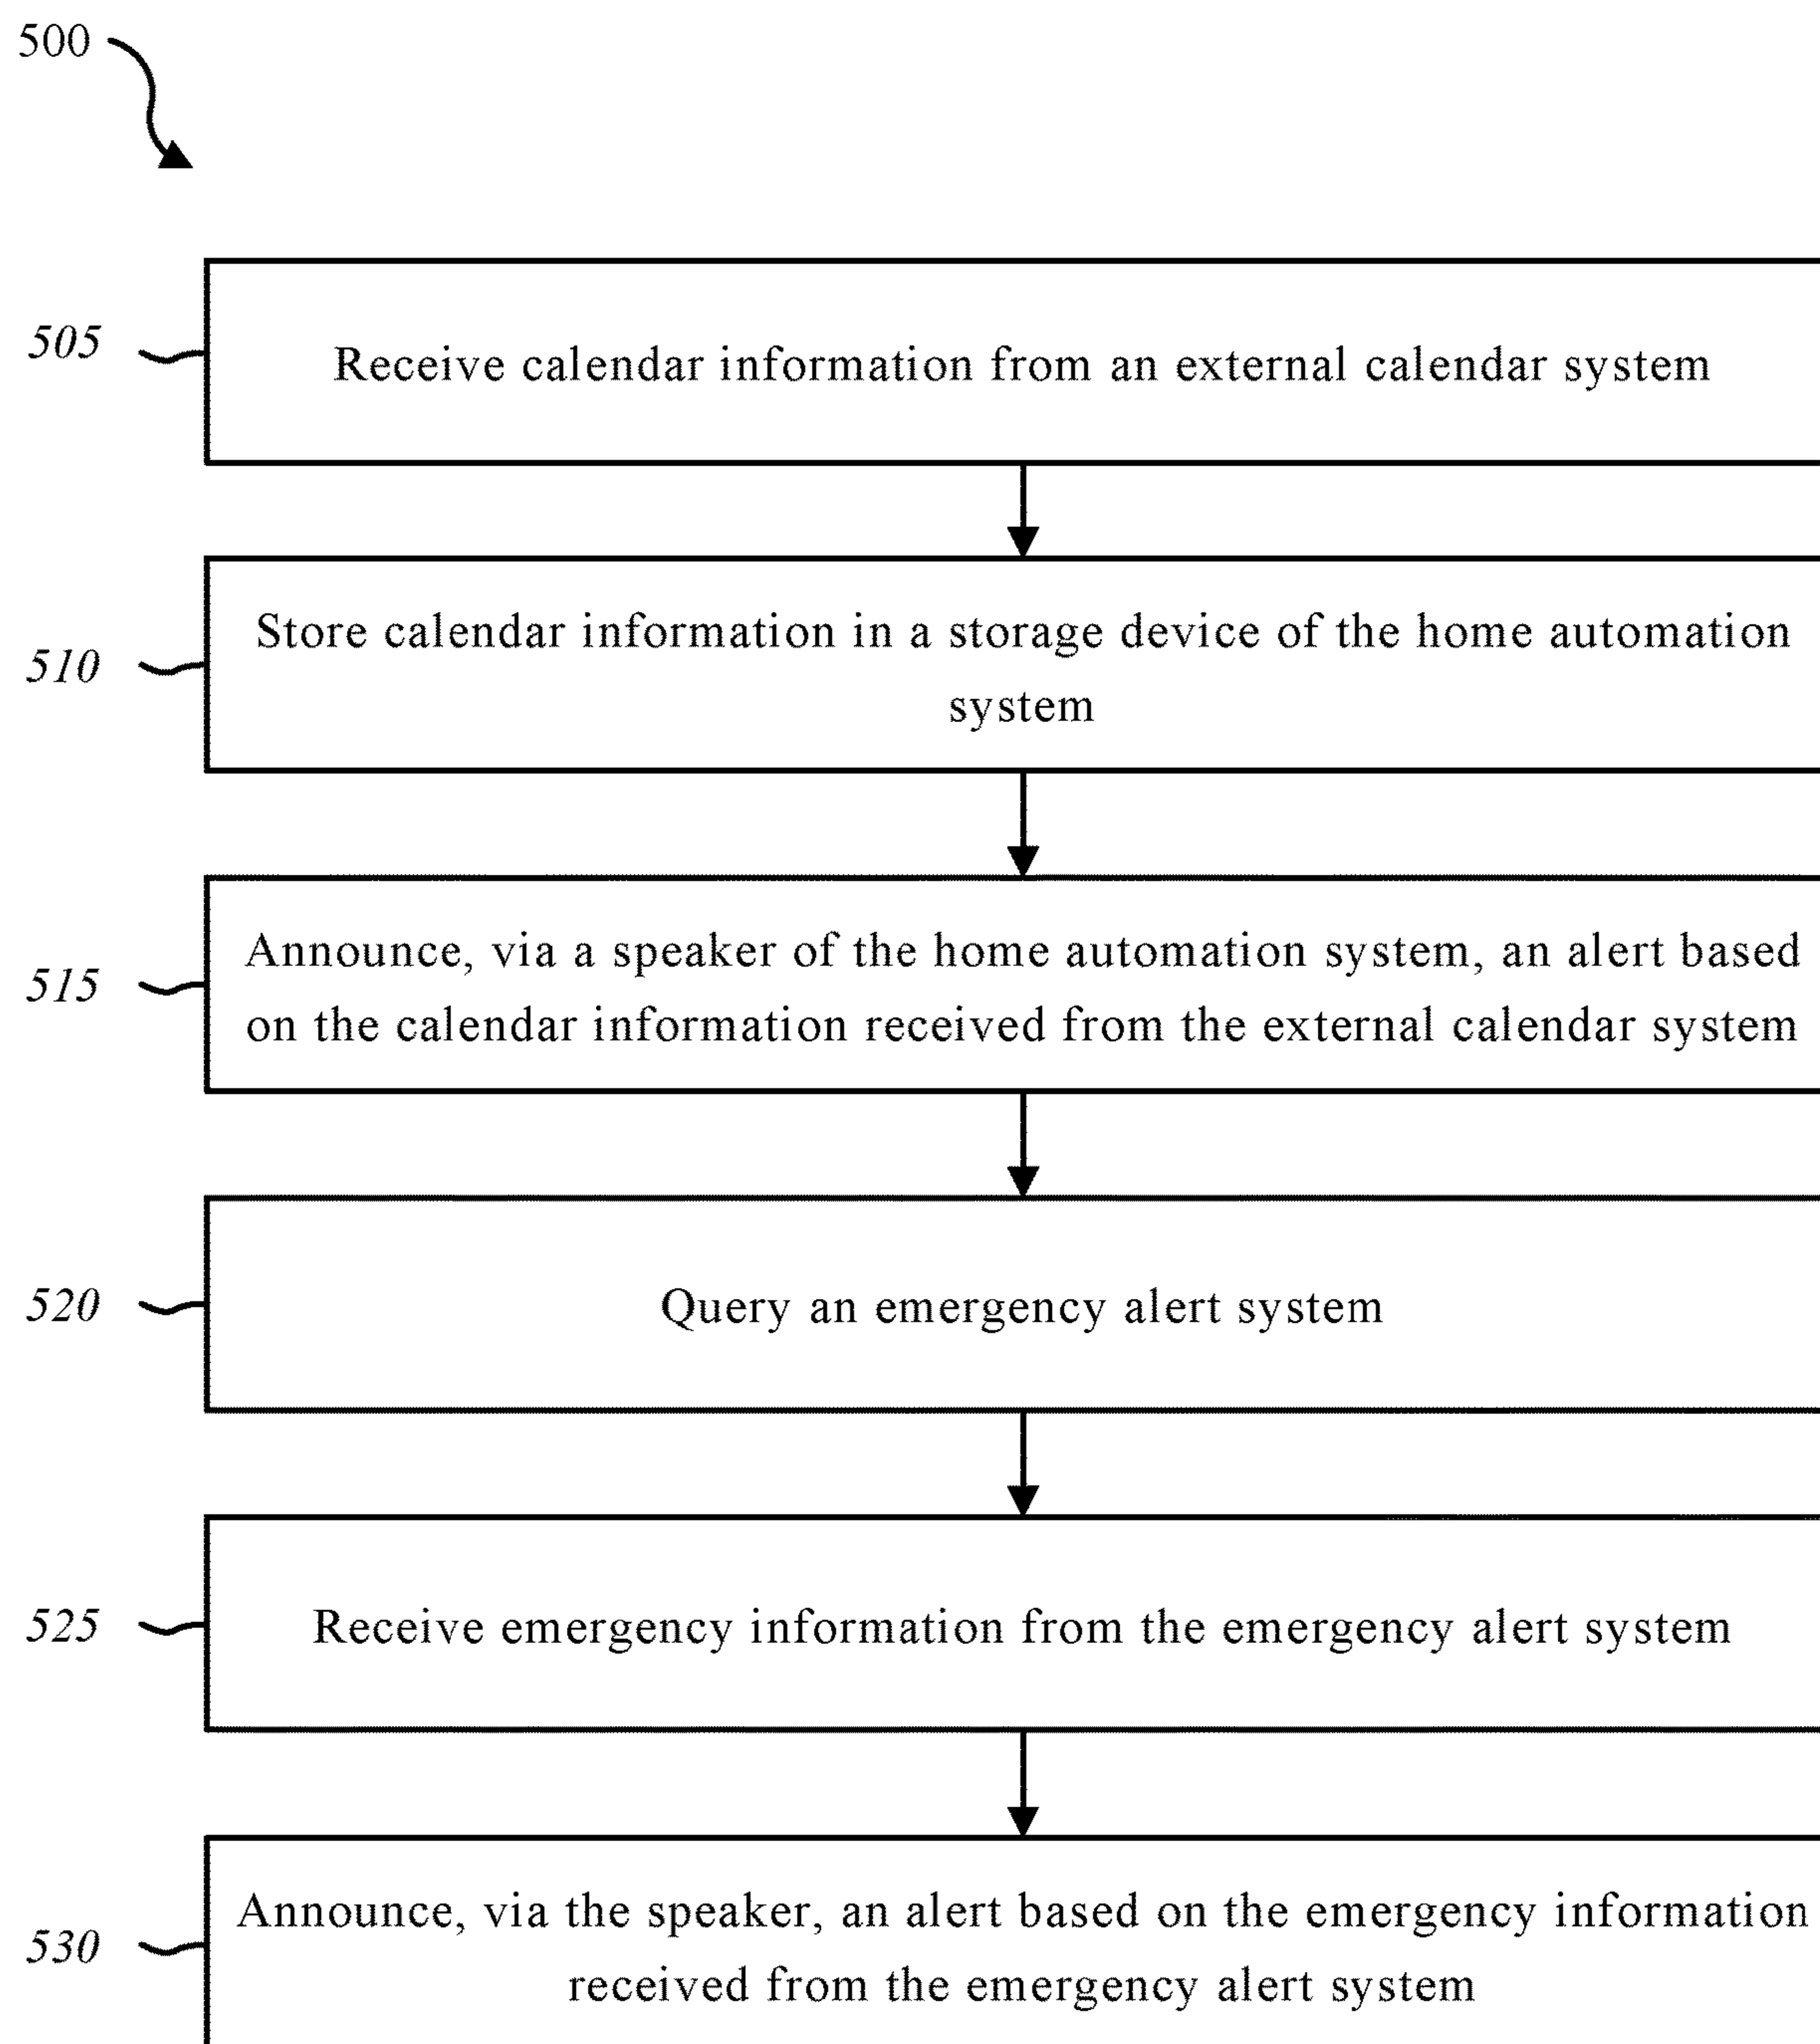 500
505
Receive calendar information from an external calendar system
510
Store calendar information in a storage device of the home automation
system
515
Announce, via a speaker of the home automation system, an alert based
on the calendar information received from the external calendar system
520
Query an emergency alert system
525
Receive emergency information from the emergency alert system
530
Announce, via the speaker, an alert based on the emergency information
received from the emergency alert system